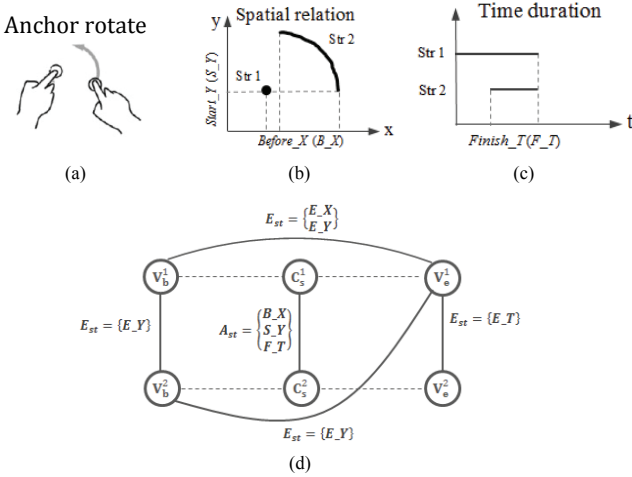 Anchor rotate
(a)
y Spatial relation
Str 2
Str 1
Start_Y (S_Y)
x
Before_X (B_X)
(b)
Time duration
Str 1
Str 2
t
Finish_T(F_T)
(c)
E_st = {E_X
E_Y}
V_b^1 C_s^1 V_e^1
E_st = {E_Y}
A_st = {B_X
S_Y
F_T}
E_st = {E_T}
V_b^2 C_s^2 V_e^2
E_st = {E_Y}
(d)